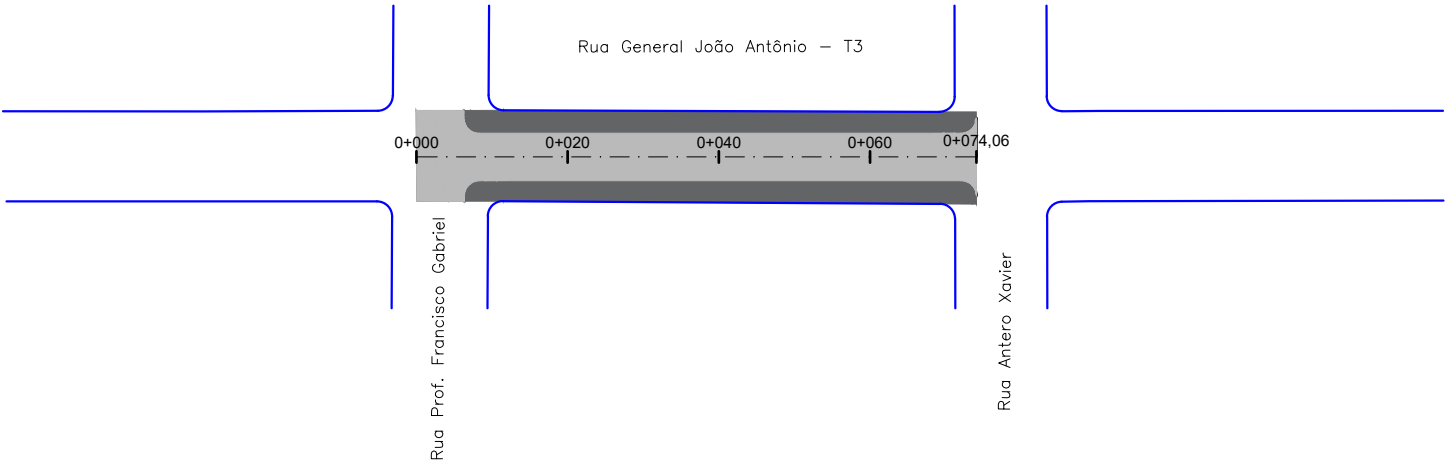 Rua General João Antônio – T3
0+000
0+020
0+040
0+060
0+074,06
Rua Prof. Francisco Gabriel
Rua Antero Xavier